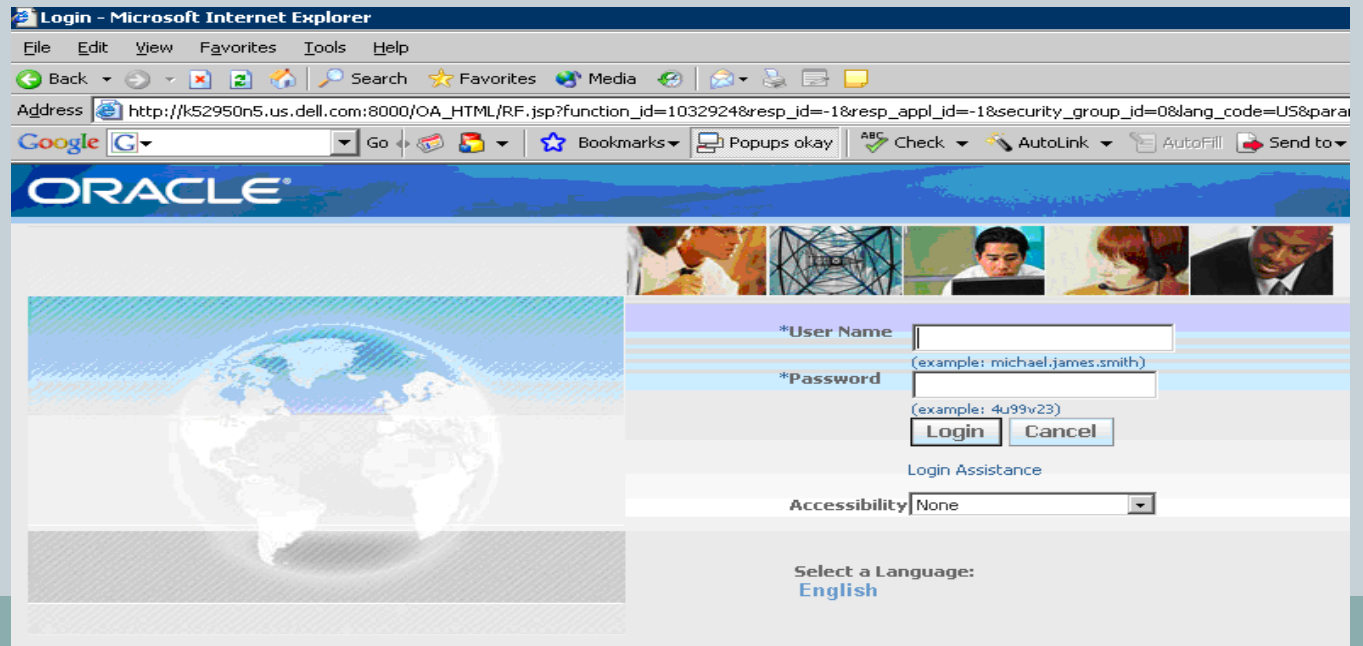 Login - Microsoft Internet Explorer
File Edit View Favorites Tools Help
Back Search Favorites Media
Address http://k52950n5.us.dell.com:8000/OA_HTML/RF.jsp?function_id=1032924&resp_id=-1&resp_appl_id=-1&security_group_id=0&lang_code=US&parar
Google G Go Bookmarks Popups okay ABC Check AutoLink AutoFill Send to
ORACLE®
*User Name
(example: michael.james.smith)
*Password
(example: 4u99v23)
Login Cancel
Login Assistance
Accessibility None
Select a Language:
English